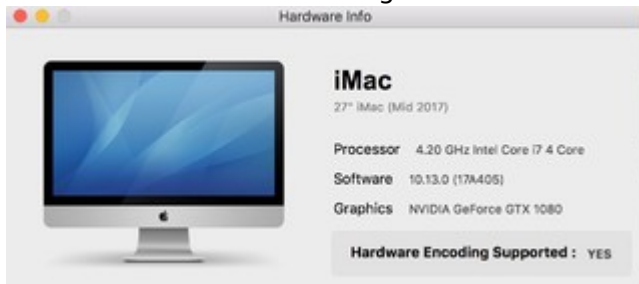 Hardware Info
iMac
27" iMac (Mid 2017)
Processor 4.20 GHz Intel Core i7 4 Core
Software 10.13.0 (17A405)
Graphics NVIDIA GeForce GTX 1080
Hardware Encoding Supported : YES